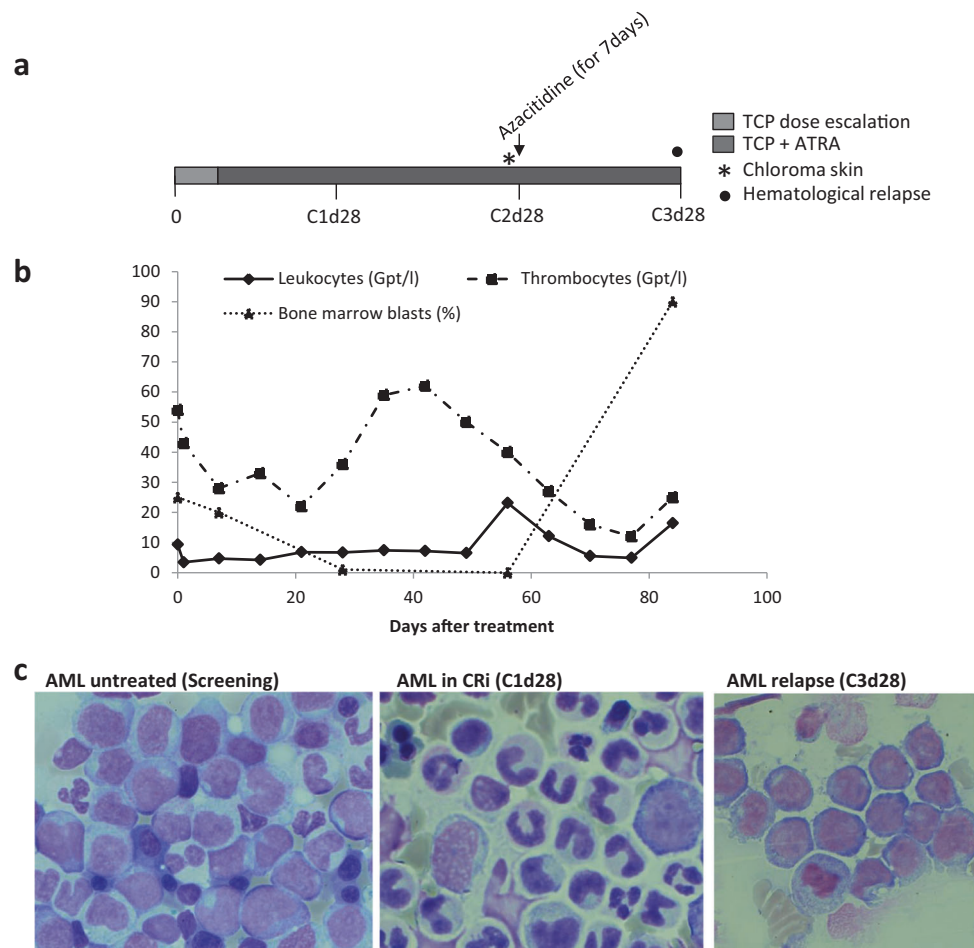 a
Azacitidine (for 7days)
TCP dose escalation
TCP + ATRA
* Chloroma skin
● Hematological relapse
*
0
C1d28
C2d28
C3d28
b
Leukocytes (Gpt/l)
Thrombocytes (Gpt/l)
Bone marrow blasts (%)
100
90
80
70
60
50
40
30
20
10
0
0 20 40 60 80 100
Days after treatment
c
AML untreated (Screening)
AML in CRi (C1d28)
AML relapse (C3d28)